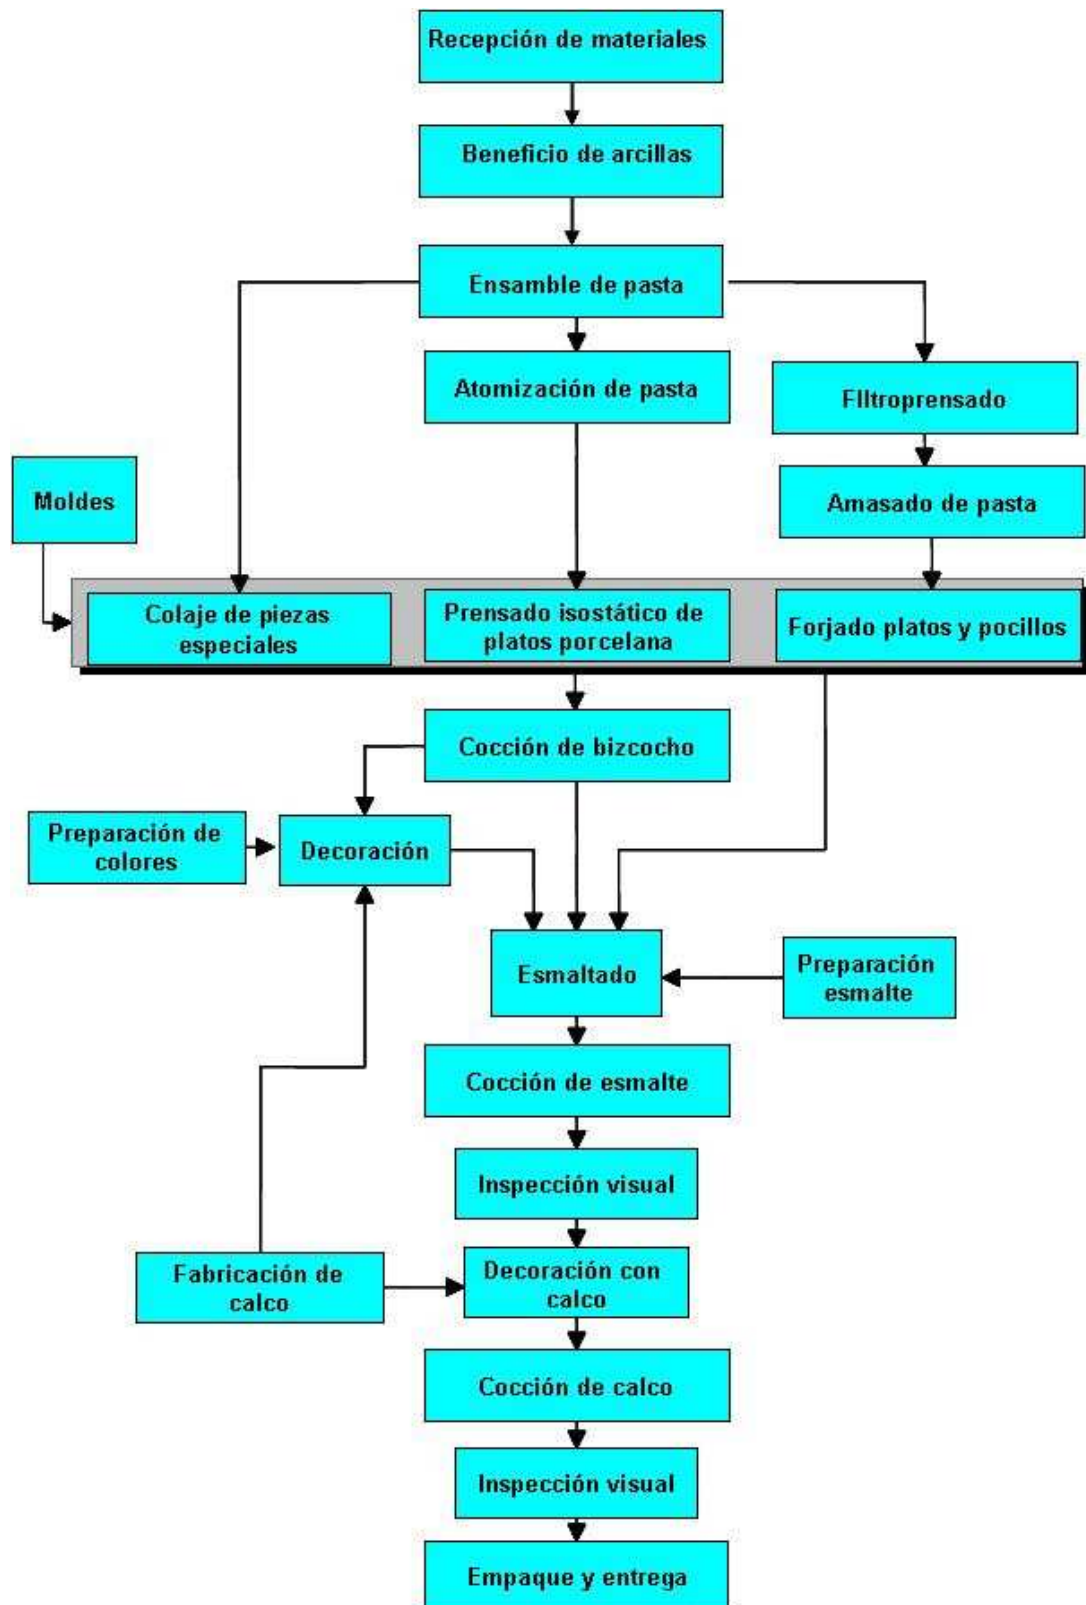 Recepción de materiales
Beneficio de arcillas
Ensamble de pasta
Atomización de pasta
FIltroprensado
Moldes
Amasado de pasta
Colaje de piezas
especiales
Prensado isostático de
platos porcelana
Forjado platos y pocillos
Cocción de bizcocho
Preparación de
colores
Decoración
Esmaltado
Preparación
esmalte
Cocción de esmalte
Inspección visual
Fabricación de
calco
Decoración con
calco
Cocción de calco
Inspección visual
Empaque y entrega